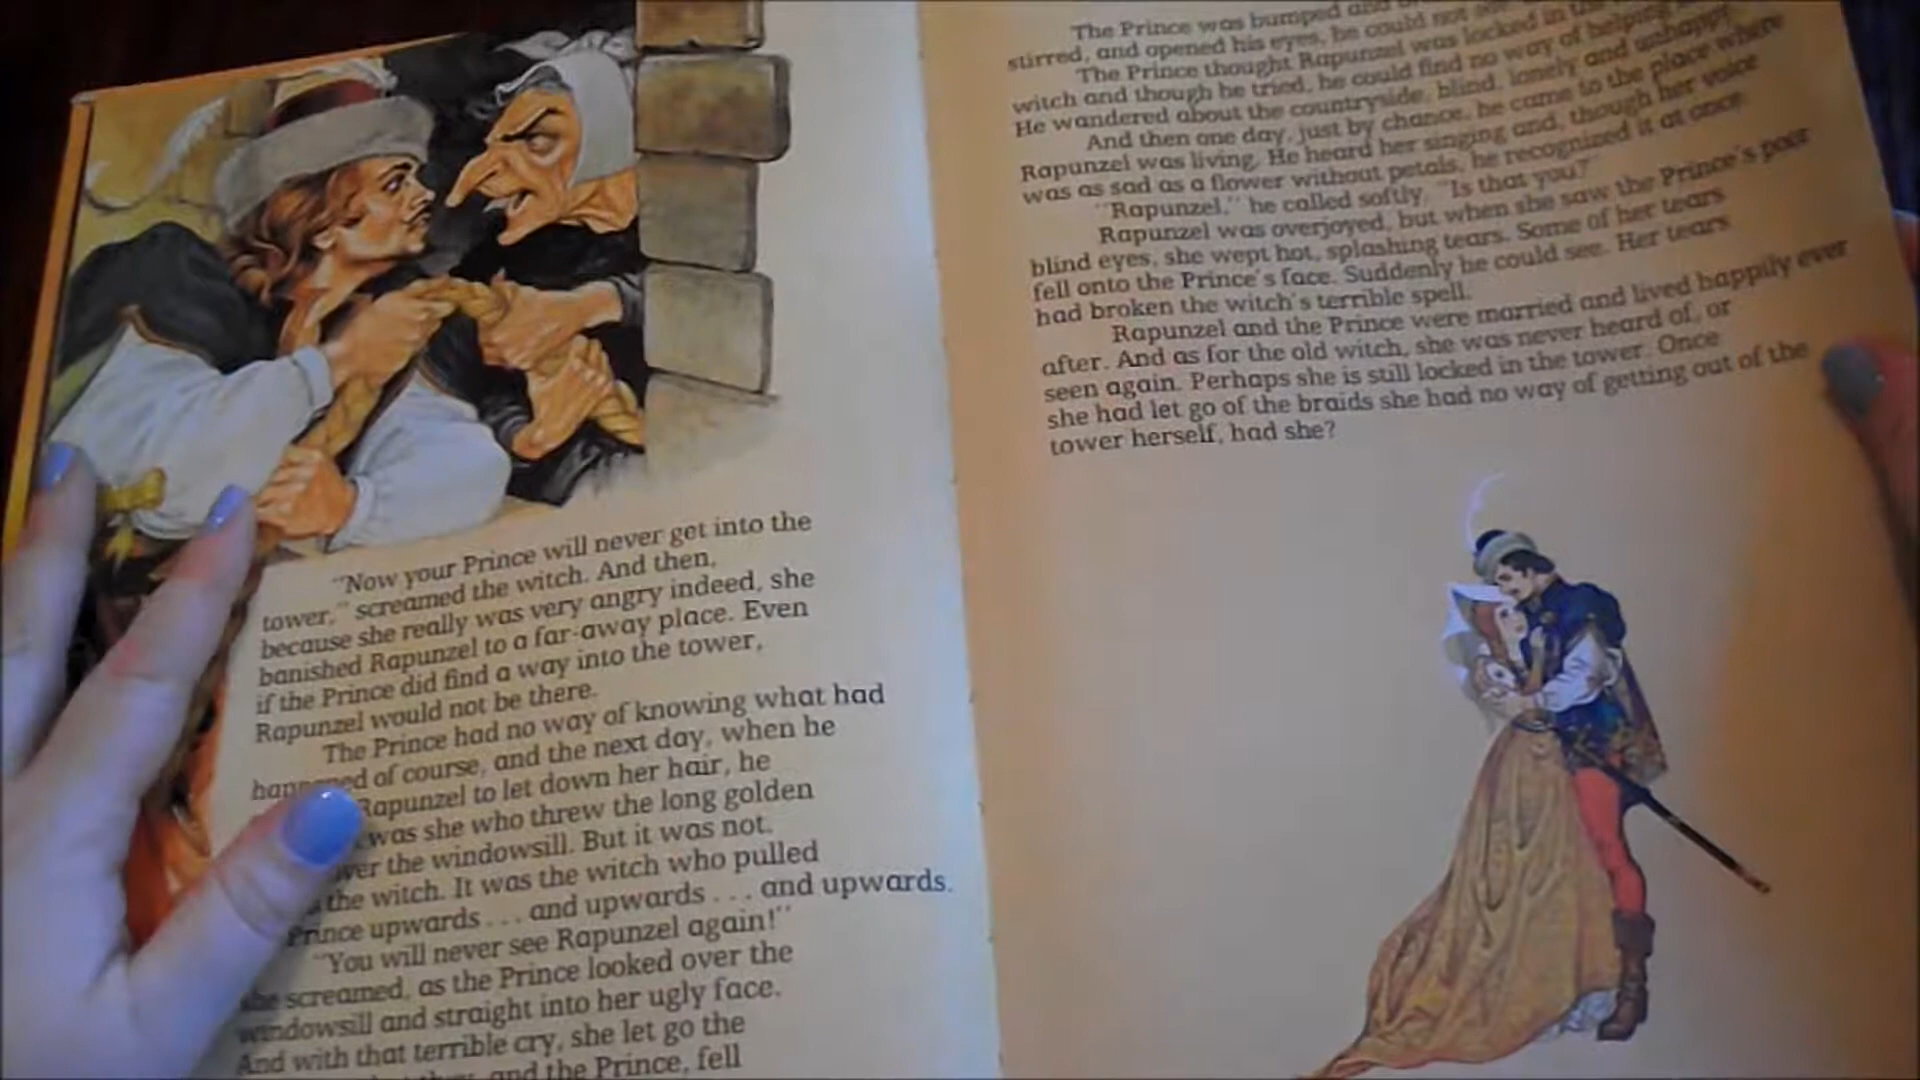 "Now your Prince will never get into the
tower," screamed the witch. And then,
because she really was very angry indeed, she
banished Rapunzel to a far-away place. Even
if the Prince did find a way into the tower,
Rapunzel would not be there.
The Prince had no way of knowing what had
of course, and the next day, when he
Rapunzel to let down her hair, he
was she who threw the long golden
the windowsill. But it was not.
the witch. It was the witch who pulled
Prince upwards . . . and upwards . . . and upwards.
"You will never see Rapunzel again!"
she screamed, as the Prince looked over the
windowsill and straight into her ugly face.
And with that terrible cry, she let go the
and the Prince, fell
The Prince was bumped and
stirred, and opened his eyes, he could not see
The Prince thought Rapunzel was locked in the
witch and though he tried, he could find no way of helping
He wandered about the countryside, blind, lonely and unhappy.
And then one day, just by chance, he came to the place where
Rapunzel was living. He heard her singing and, though her voice
was as sad as a flower without petals, he recognized it at once.
"Rapunzel," he called softly. "Is that you?"
Rapunzel was overjoyed, but when she saw the Prince's poor
blind eyes, she wept hot, splashing tears. Some of her tears
fell onto the Prince's face. Suddenly he could see. Her tears
had broken the witch's terrible spell.
Rapunzel and the Prince were married and lived happily ever
after. And as for the old witch, she was never heard of, or
seen again. Perhaps she is still locked in the tower. Once
she had let go of the braids she had no way of getting out of the
tower herself, had she?